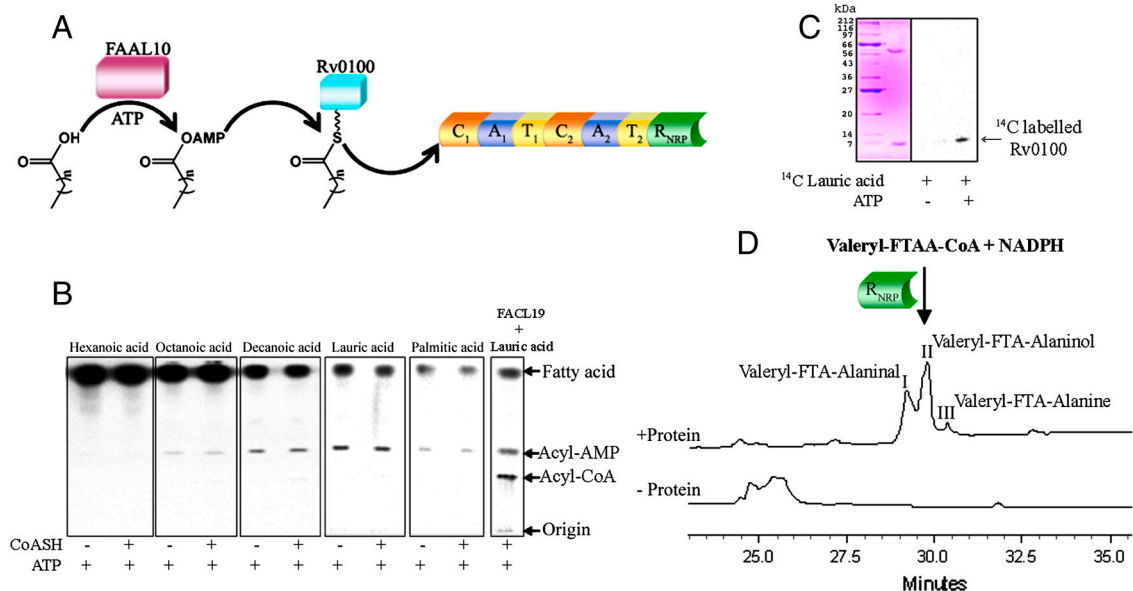 A
FAAL10
ATP
OH
O
OAMP
O
Rv0100
S
O
n
n
n
C1 A1 T1 C2 A2 T2 RNRP
B
Hexanoic acid Octanoic acid Decanoic acid Lauric acid Palmitic acid
FACL19
+
Lauric acid
Fatty acid
Acyl-AMP
Acyl-CoA
Origin
CoASH - + - + - + - + - + +
ATP + + + + + + + + + + +
C
kDa
212
116
97
66
56
43
36
27
20
14
7
14C labelled
Rv0100
14C Lauric acid + +
ATP - +
D
Valeryl-FTAA-CoA + NADPH
RNRP
Valeryl-FTA-Alaninol
II
Valeryl-FTA-Alaninal
I
III
Valeryl-FTA-Alanine
+Protein
- Protein
25.0 27.5 30.0 32.5 35.0
Minutes